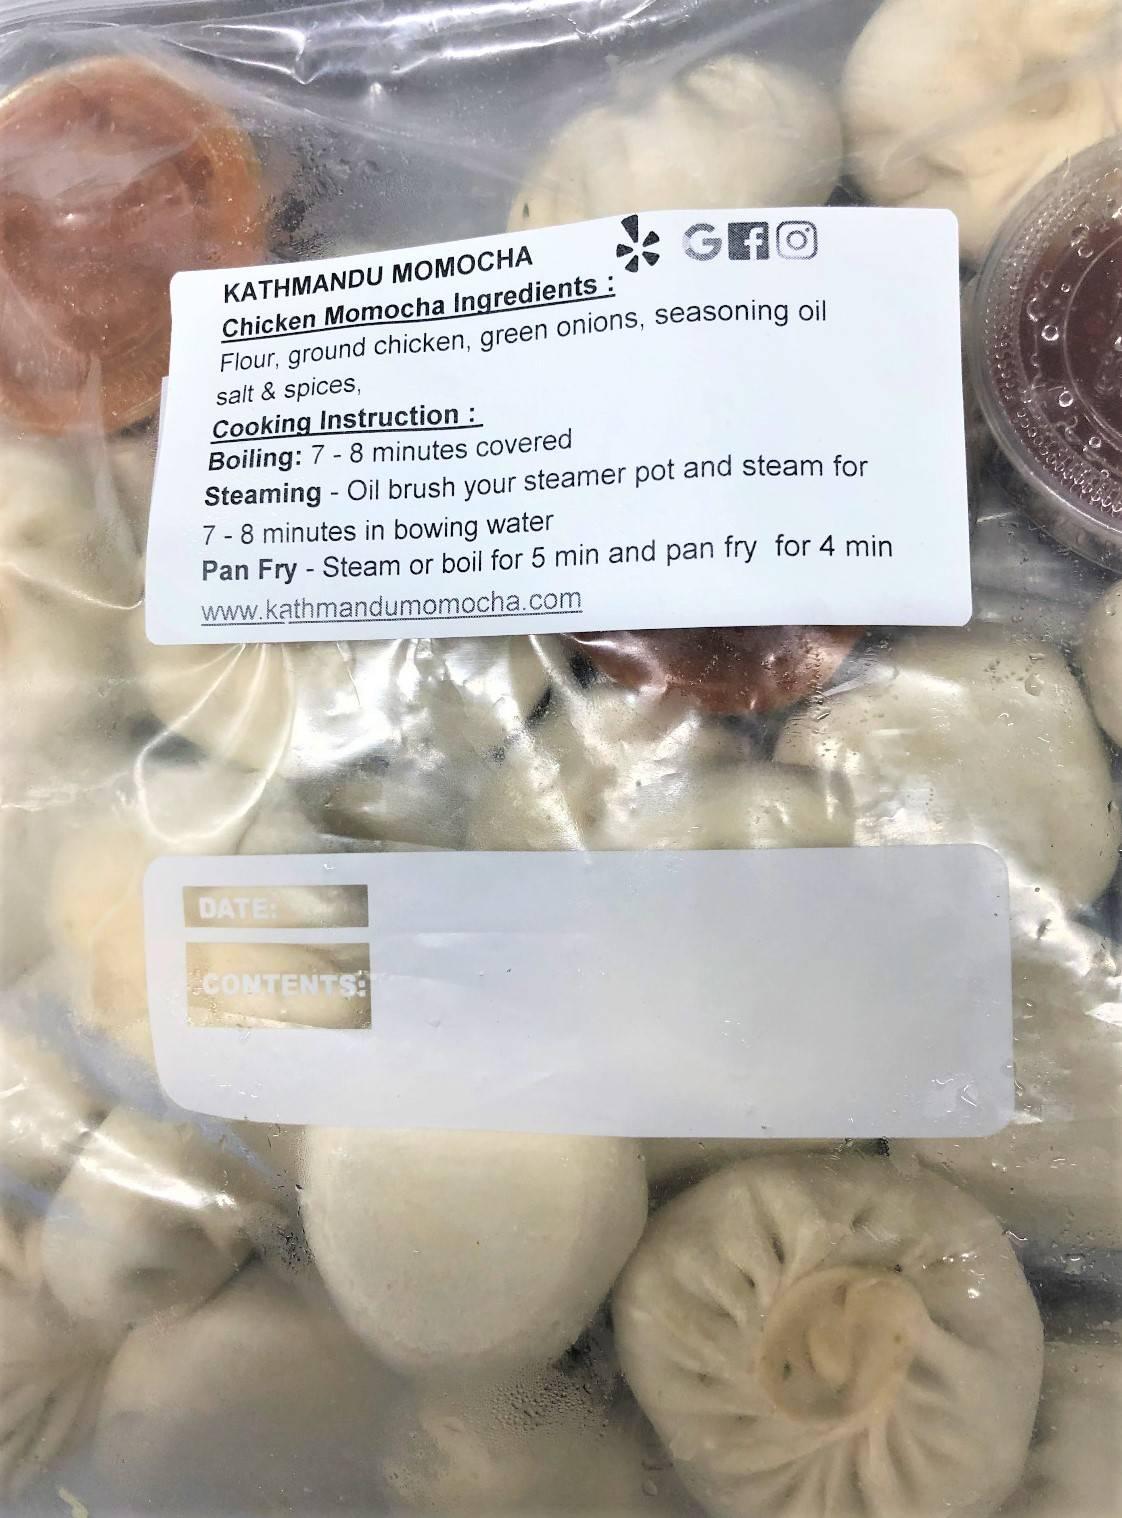 KATHMANDU MOMOCHA
Chicken Momocha Ingredients :
Flour, ground chicken, green onions, seasoning oil
salt & spices,
Cooking Instruction :
Boiling: 7 - 8 minutes covered
Steaming - Oil brush your steamer pot and steam for
7 - 8 minutes in bowing water
Pan Fry - Steam or boil for 5 min and pan fry for 4 min
www.kathmandumomocha.com
DATE:
CONTENTS: